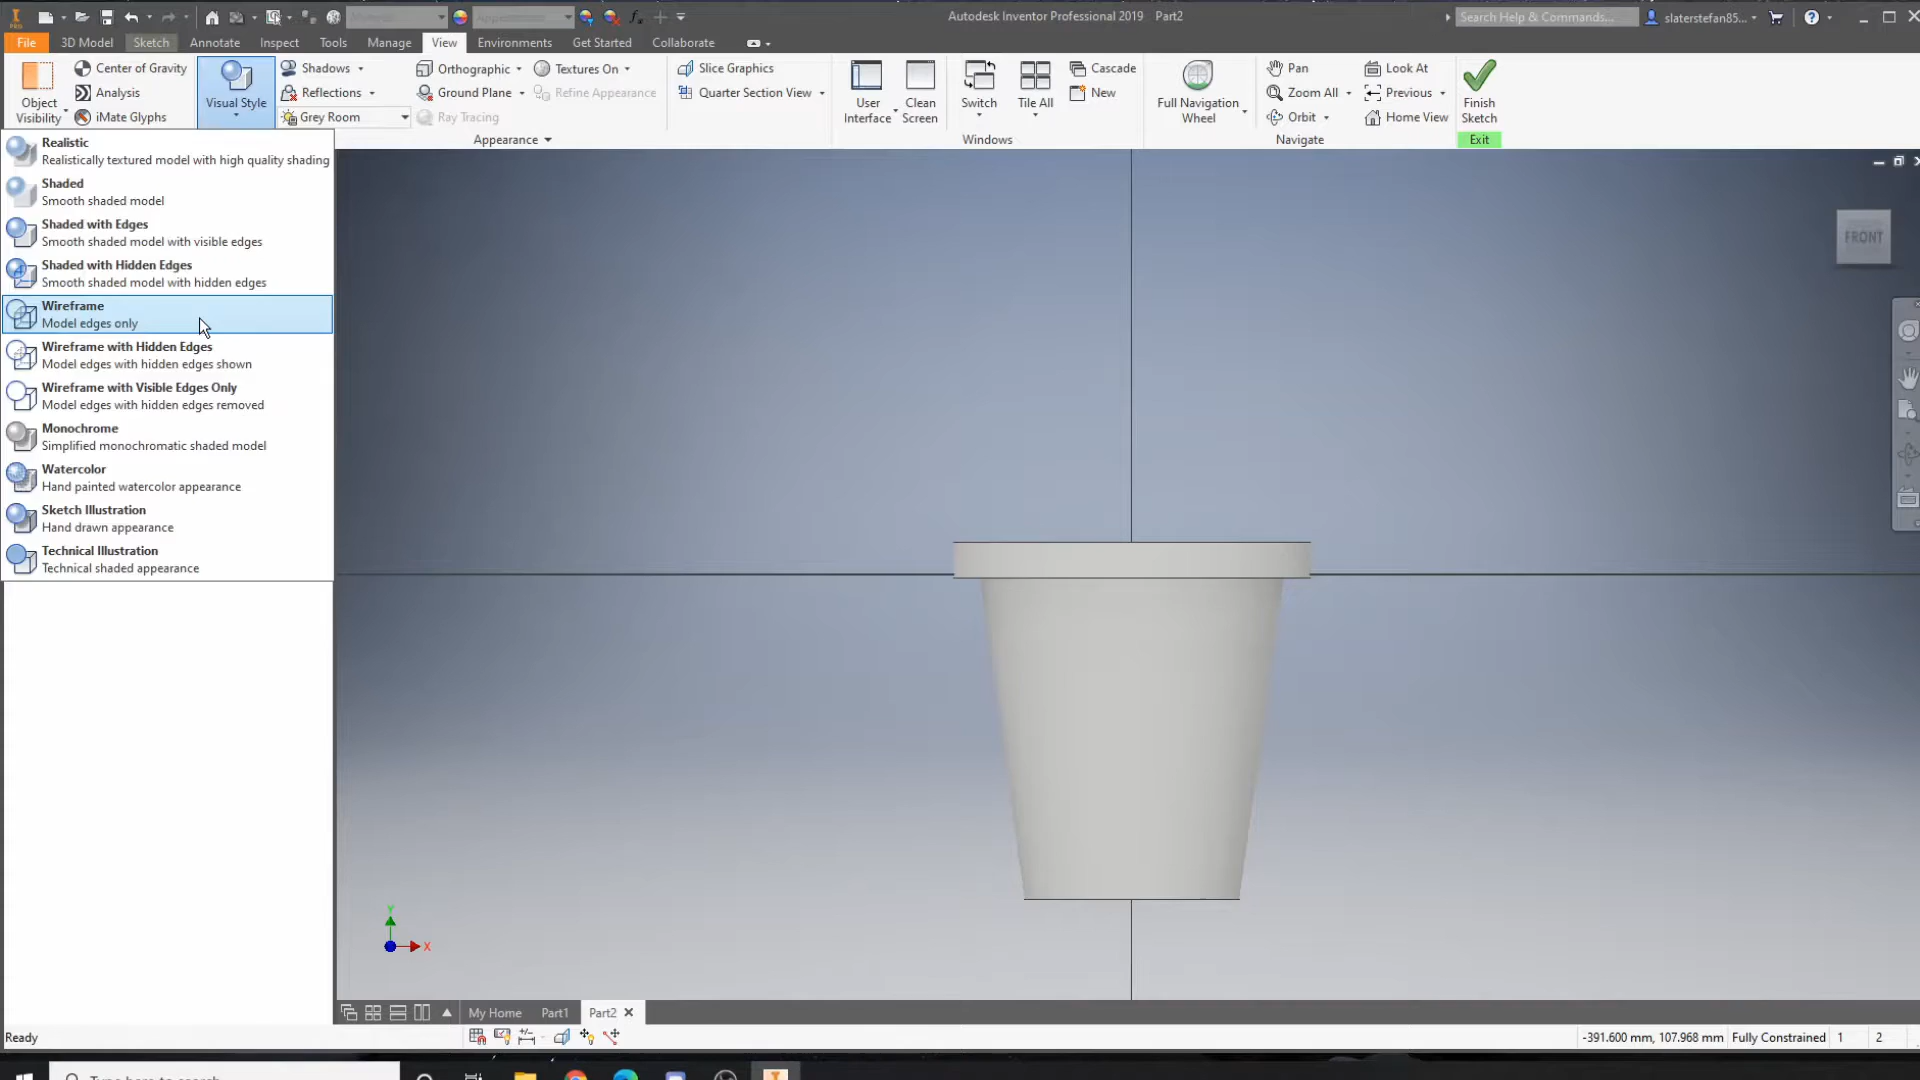 Autodesk Inventor Professional 2019 Part2
Search Help & Commands...
slaterstefan85...
File 3D Model Sketch Annotate Inspect Tools Manage View Environments Get Started Collaborate
Object Visibility
Center of Gravity
Analysis
iMate Glyphs
Visual Style
Shadows
Reflections
Grey Room
Orthographic
Ground Plane
Ray Tracing
Textures On
Refine Appearance
Appearance
Slice Graphics
Quarter Section View
User Interface
Clean Screen
Switch
Tile All
Cascade
New
Windows
Full Navigation Wheel
Pan
Zoom All
Orbit
Look At
Previous
Home View
Navigate
Finish Sketch
Exit
Realistic
Realistically textured model with high quality shading
Shaded
Smooth shaded model
Shaded with Edges
Smooth shaded model with visible edges
Shaded with Hidden Edges
Smooth shaded model with hidden edges
Wireframe
Model edges only
Wireframe with Hidden Edges
Model edges with hidden edges shown
Wireframe with Visible Edges Only
Model edges with hidden edges removed
Monochrome
Simplified monochromatic shaded model
Watercolor
Hand painted watercolor appearance
Sketch Illustration
Hand drawn appearance
Technical Illustration
Technical shaded appearance
FRONT
Y
X
My Home Part1 Part2
Ready
-391.600 mm, 107.968 mm Fully Constrained 1 2
Type here to search